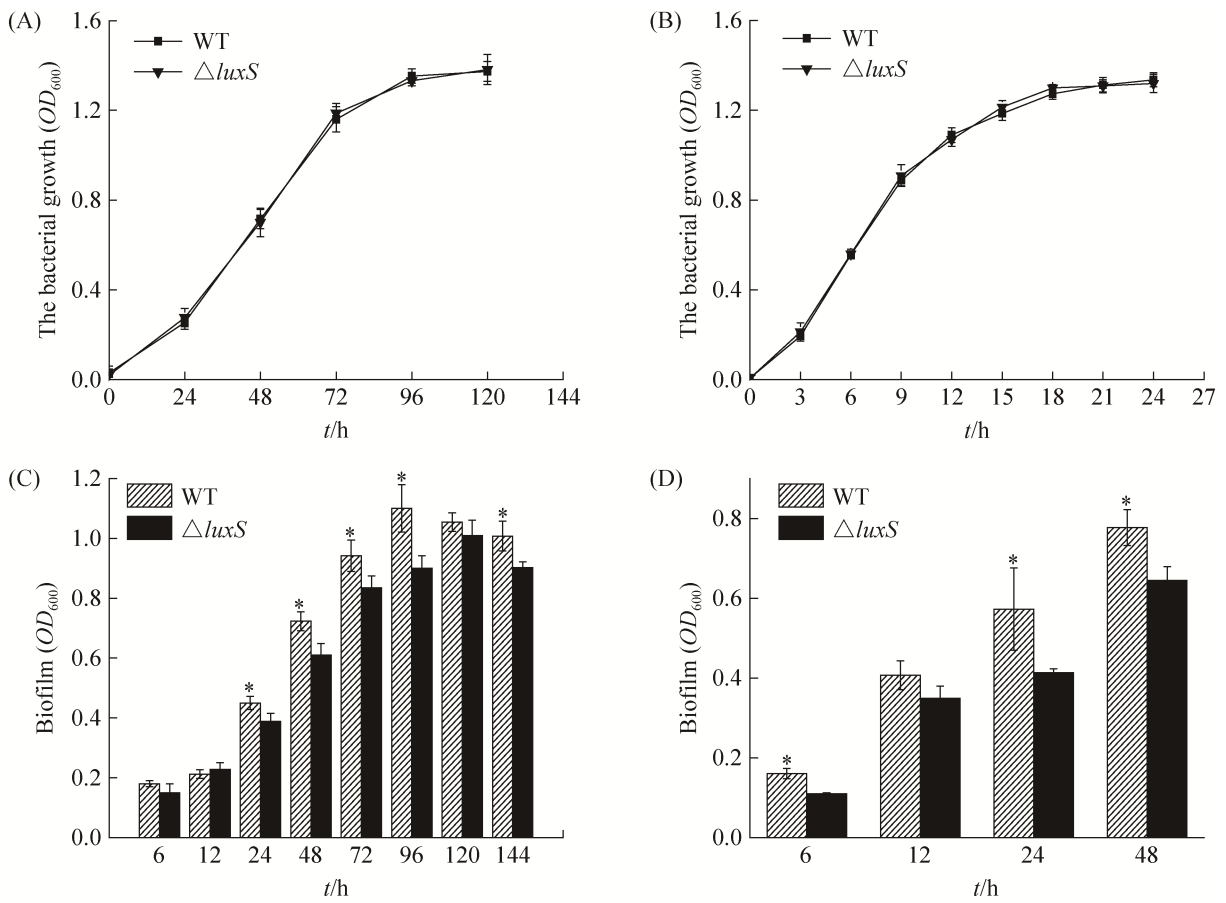 (A)
1.6
1.2
0.8
0.4
0.0
The bacterial growth (OD600)
WT
△luxS
0 24 48 72 96 120 144
t/h
(B)
1.6
1.2
0.8
0.4
0.0
The bacterial growth (OD600)
WT
△luxS
0 3 6 9 12 15 18 21 24 27
t/h
(C)
1.2
1.0
0.8
0.6
0.4
0.2
0.0
Biofilm (OD600)
WT
△luxS
* * * * *
6 12 24 48 72 96 120 144
t/h
(D)
0.8
0.6
0.4
0.2
0.0
Biofilm (OD600)
WT
△luxS
* * *
6 12 24 48
t/h